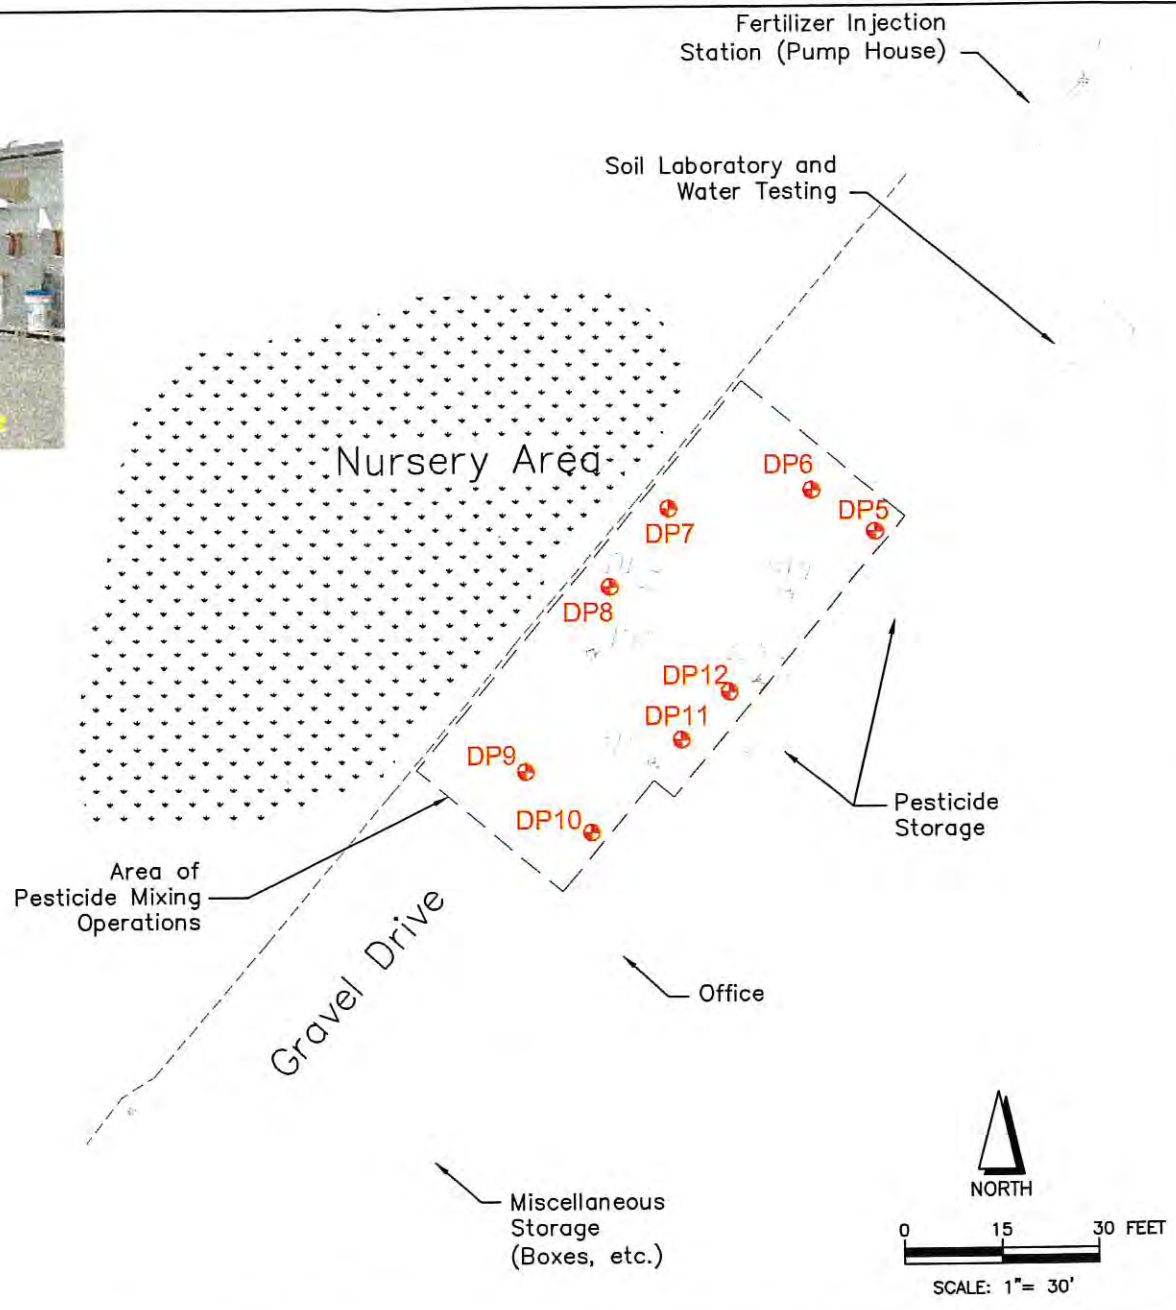 Fertilizer Injection
Station (Pump House)
Soil Laboratory and
Water Testing
Nursery Area
DP6
DP5
DP7
DP8
DP12
DP11
DP9
DP10
Pesticide
Storage
Area of
Pesticide Mixing
Operations
Gravel Drive
Office
Miscellaneous
Storage
(Boxes, etc.)
NORTH
0 15 30 FEET
SCALE: 1"= 30'